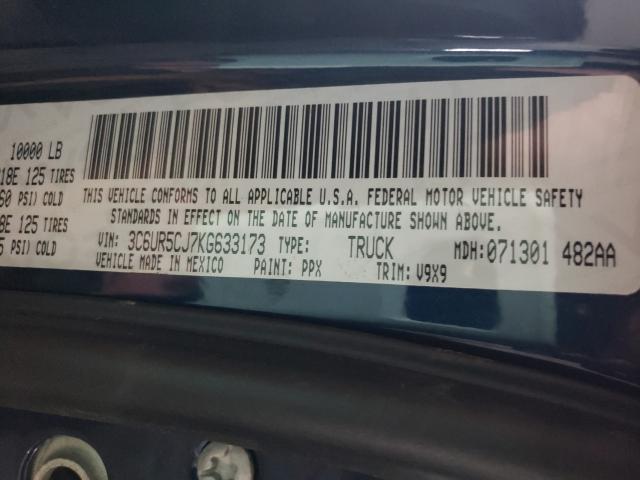 10000 LB
18E 125 TIRES
60 PSI) COLD
8E 125 TIRES
5 PSI) COLD
THIS VEHICLE CONFORMS TO ALL APPLICABLE U.S.A. FEDERAL MOTOR VEHICLE SAFETY
STANDARDS IN EFFECT ON THE DATE OF MANUFACTURE SHOWN ABOVE.
VIN: 3C6UR5CJ7KG633173 TYPE: TRUCK MDH:071301 482AA
VEHICLE MADE IN MEXICO PAINT: PPX TRIM: V9X9